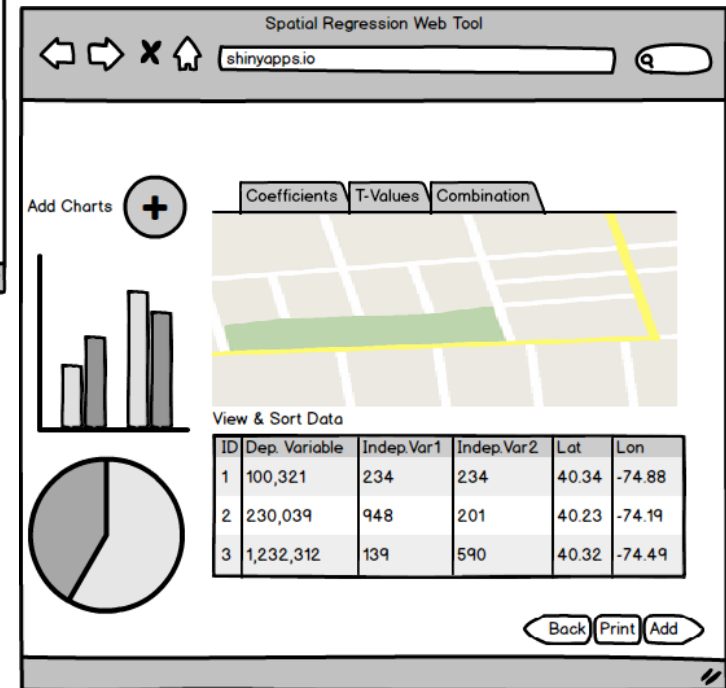 Spatial Regression Web Tool
shinyapps.io
Add Charts
Coefficients T-Values Combination
View & Sort Data
ID Dep. Variable Indep.Var1 Indep.Var2 Lat Lon
1 100,321 234 234 40.34 -74.88
2 230,039 948 201 40.23 -74.19
3 1,232,312 139 590 40.32 -74.49
Back Print Add